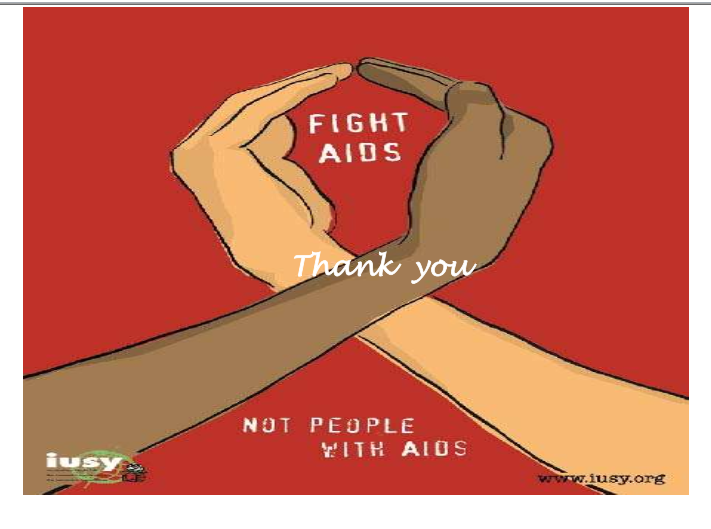 FIGHT
AIDS
Thank you
NOT PEOPLE
WITH AIDS
iusy
www.iusy.org